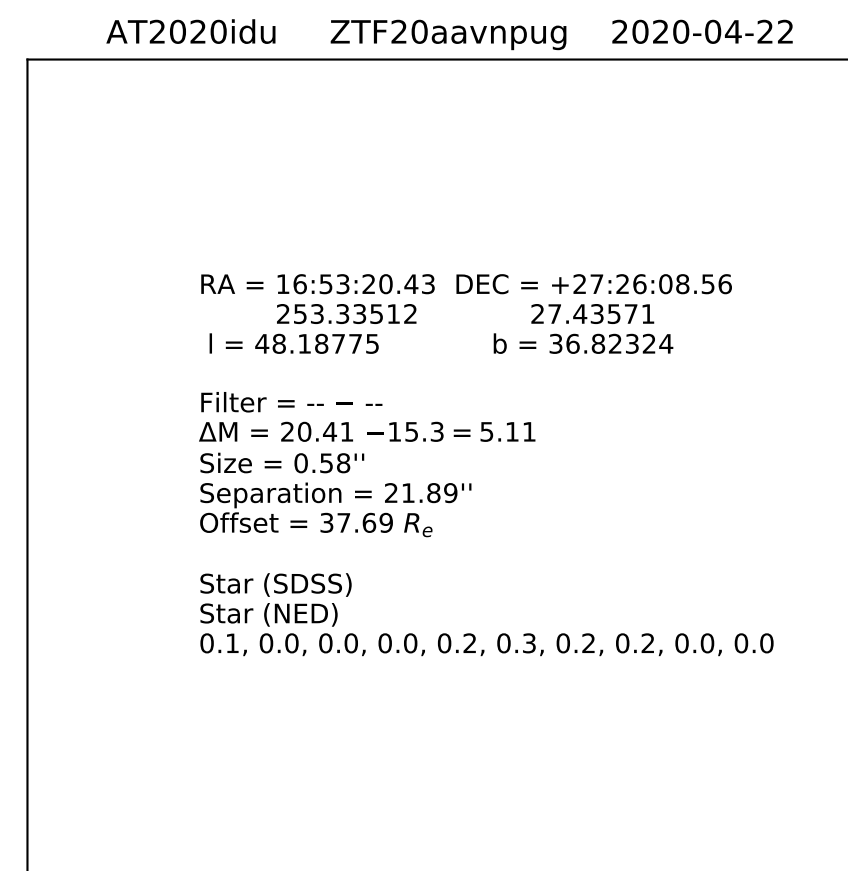 AT2020idu ZTF20aavnpug 2020-04-22
RA = 16:53:20.43 DEC = +27:26:08.56
253.33512 27.43571
l = 48.18775 b = 36.82324
Filter = -- − --
ΔM = 20.41 −15.3 = 5.11
Size = 0.58''
Separation = 21.89''
Offset = 37.69 Re
Star (SDSS)
Star (NED)
0.1, 0.0, 0.0, 0.0, 0.2, 0.3, 0.2, 0.2, 0.0, 0.0